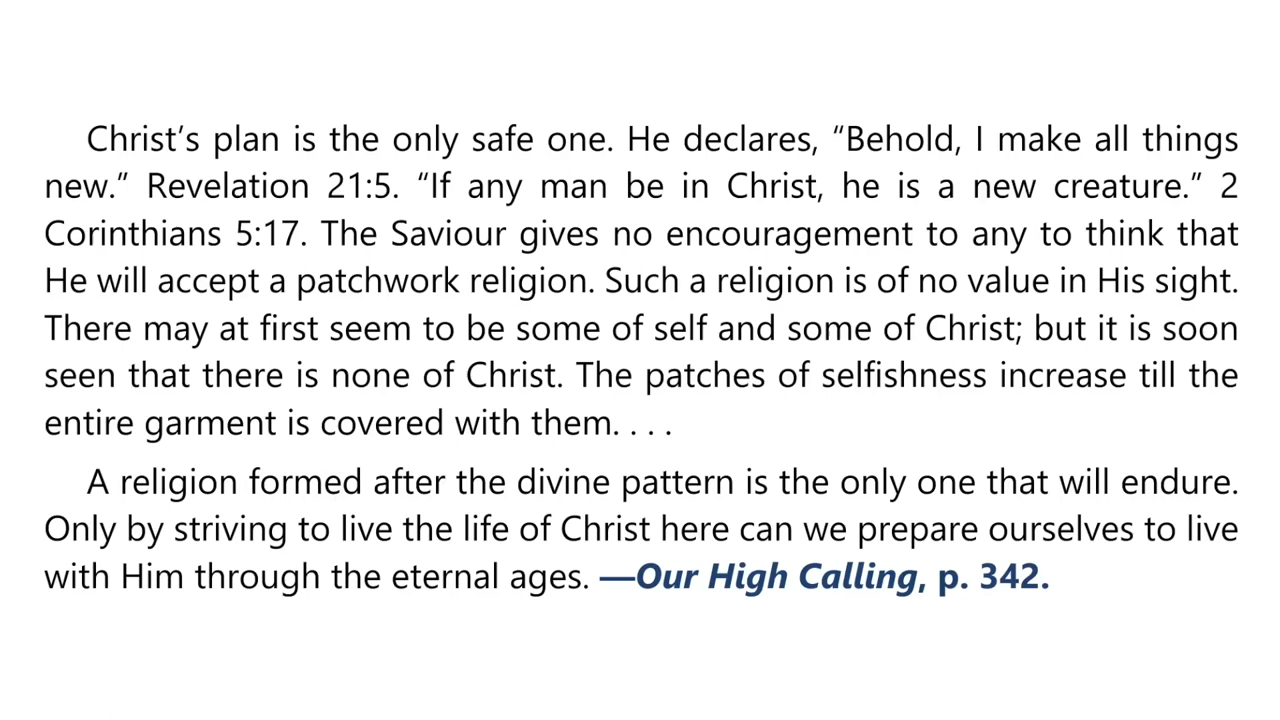 Christ’s plan is the only safe one. He declares, “Behold, I make all things
new.” Revelation 21:5. “If any man be in Christ, he is a new creature.” 2
Corinthians 5:17. The Saviour gives no encouragement to any to think that
He will accept a patchwork religion. Such a religion is of no value in His sight.
There may at first seem to be some of self and some of Christ; but it is soon
seen that there is none of Christ. The patches of selfishness increase till the
entire garment is covered with them. . . .
A religion formed after the divine pattern is the only one that will endure.
Only by striving to live the life of Christ here can we prepare ourselves to live
with Him through the eternal ages. —Our High Calling, p. 342.